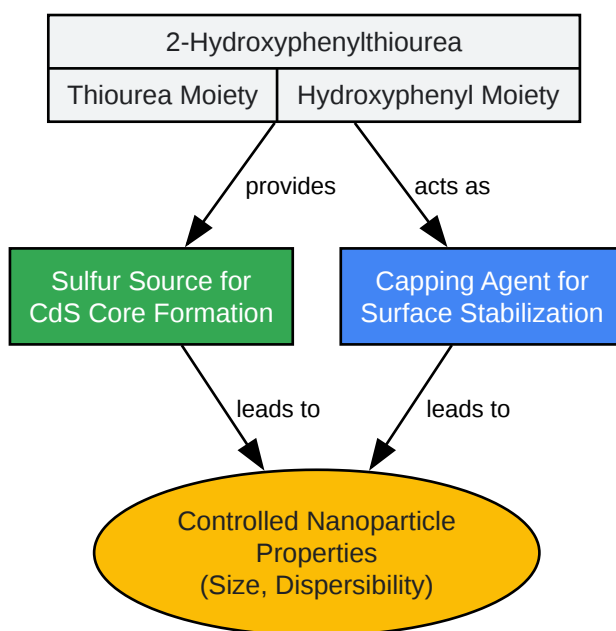 2-Hydroxyphenylthiourea
Thiourea Moiety
Hydroxyphenyl Moiety
provides
acts as
Sulfur Source for
CdS Core Formation
Capping Agent for
Surface Stabilization
leads to
leads to
Controlled Nanoparticle
Properties
(Size, Dispersibility)